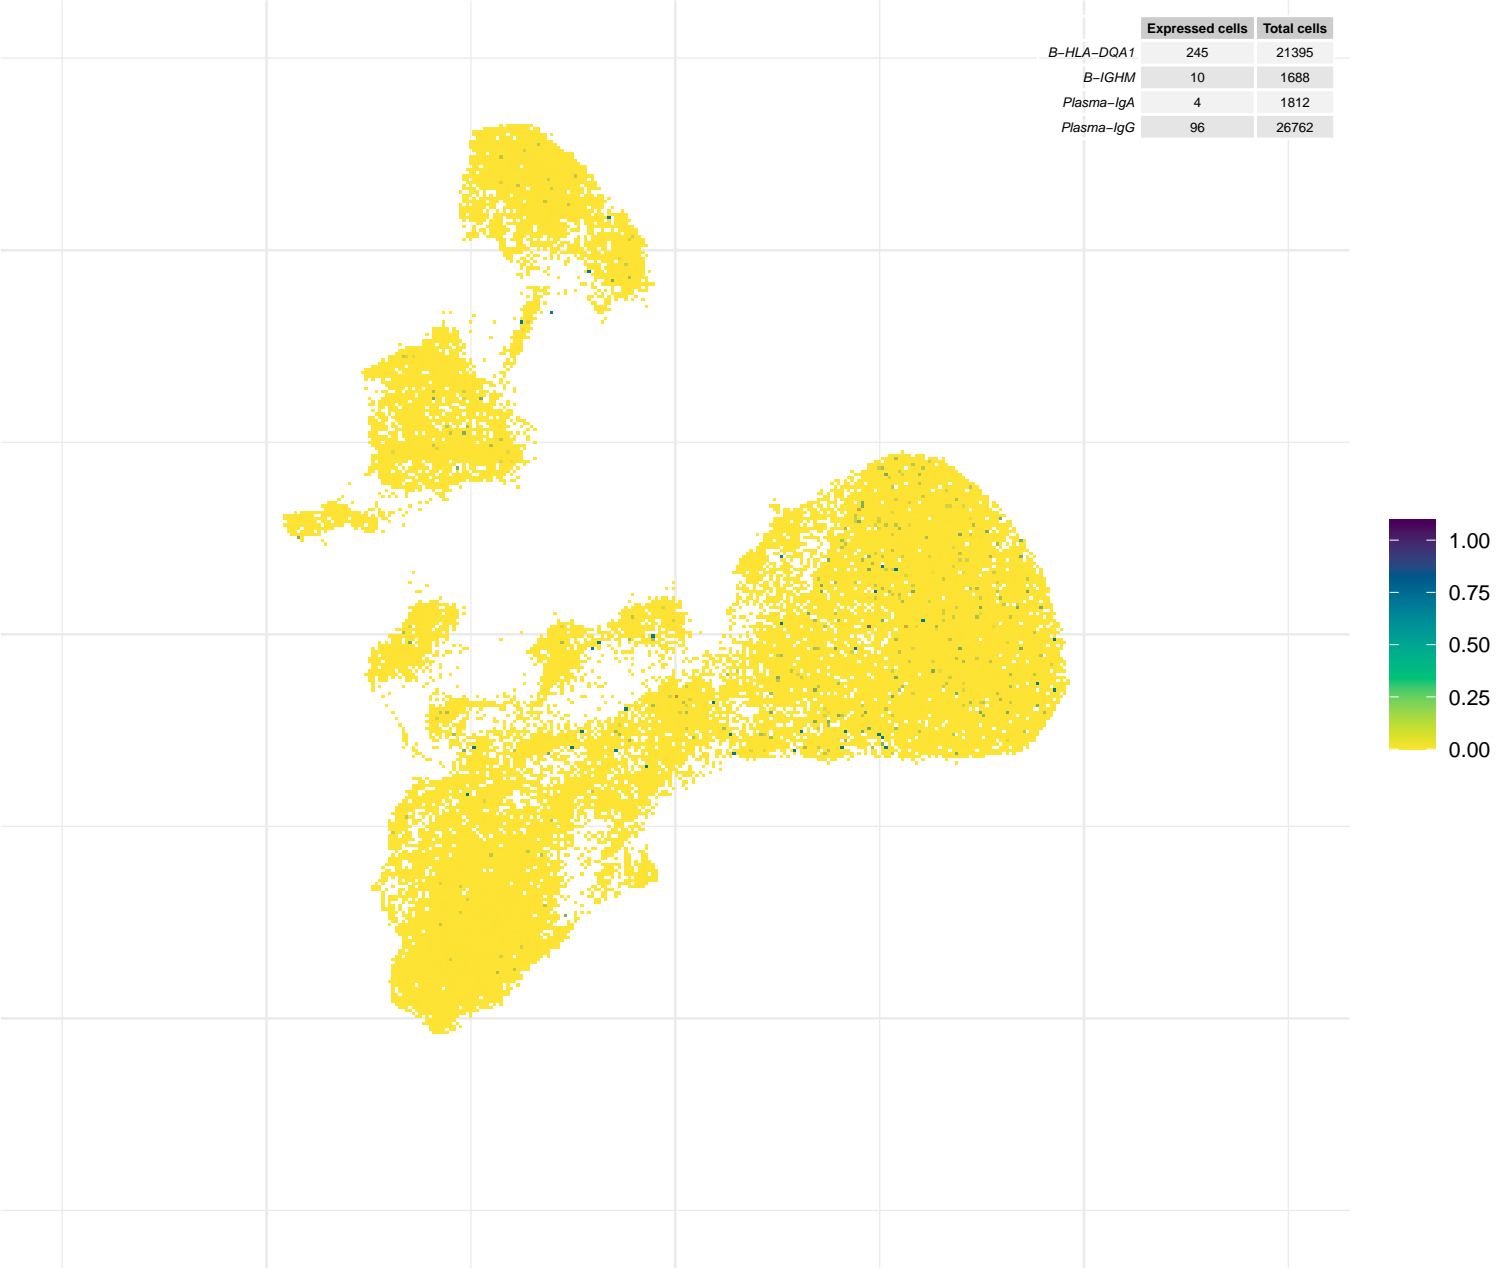 Expressed cells Total cells
B−HLA−DQA1 245 21395
B−IGHM 10 1688
Plasma−IgA 4 1812
Plasma−IgG 96 26762
1.00
0.75
0.50
0.25
0.00